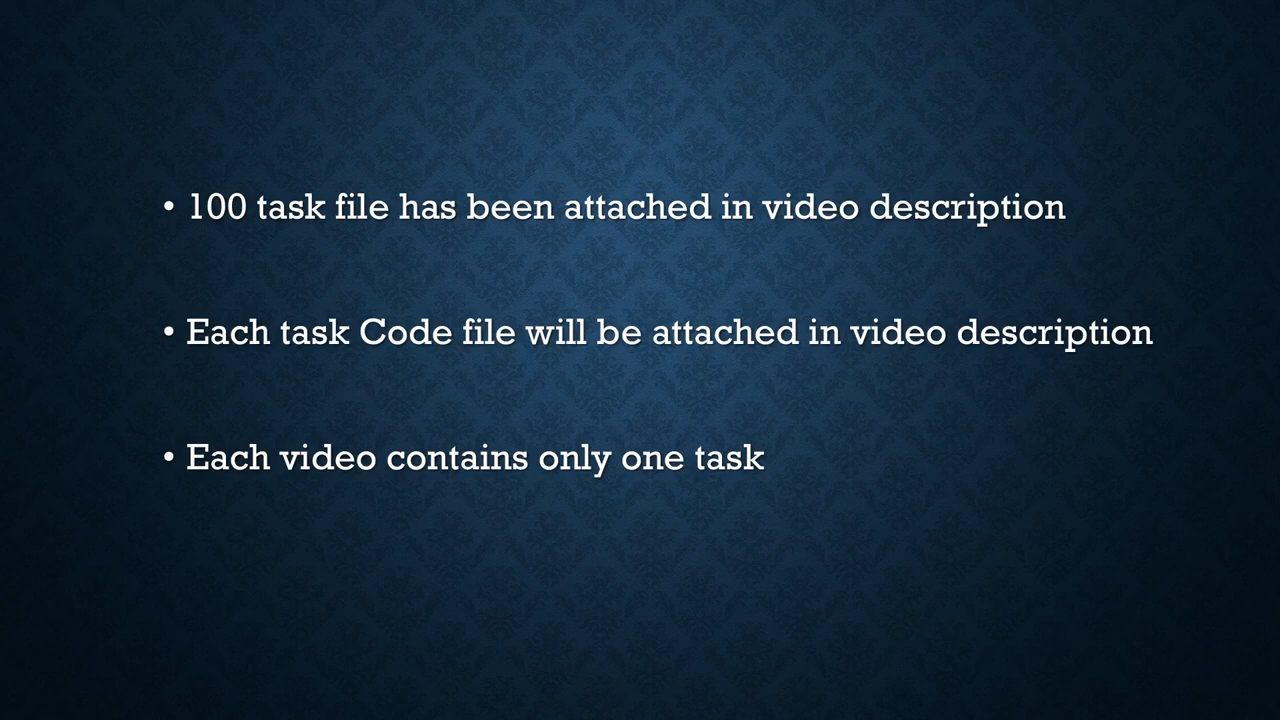 • 100 task file has been attached in video description
• Each task Code file will be attached in video description
• Each video contains only one task